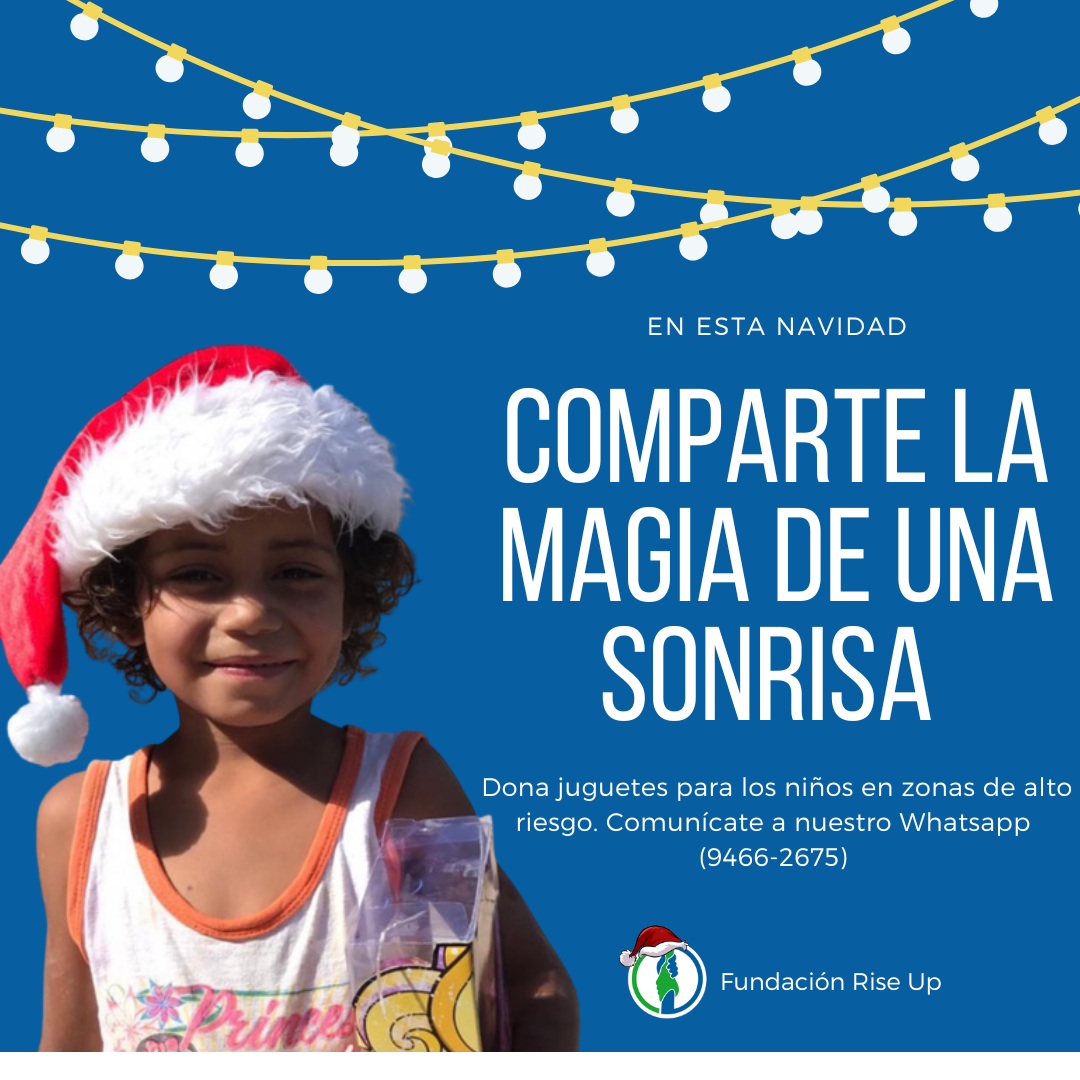 EN ESTA NAVIDAD
COMPARTE LA
MAGIA DE UNA
SONRISA
Dona juguetes para los niños en zonas de alto
riesgo. Comunícate a nuestro Whatsapp
(9466-2675)
Fundación Rise Up